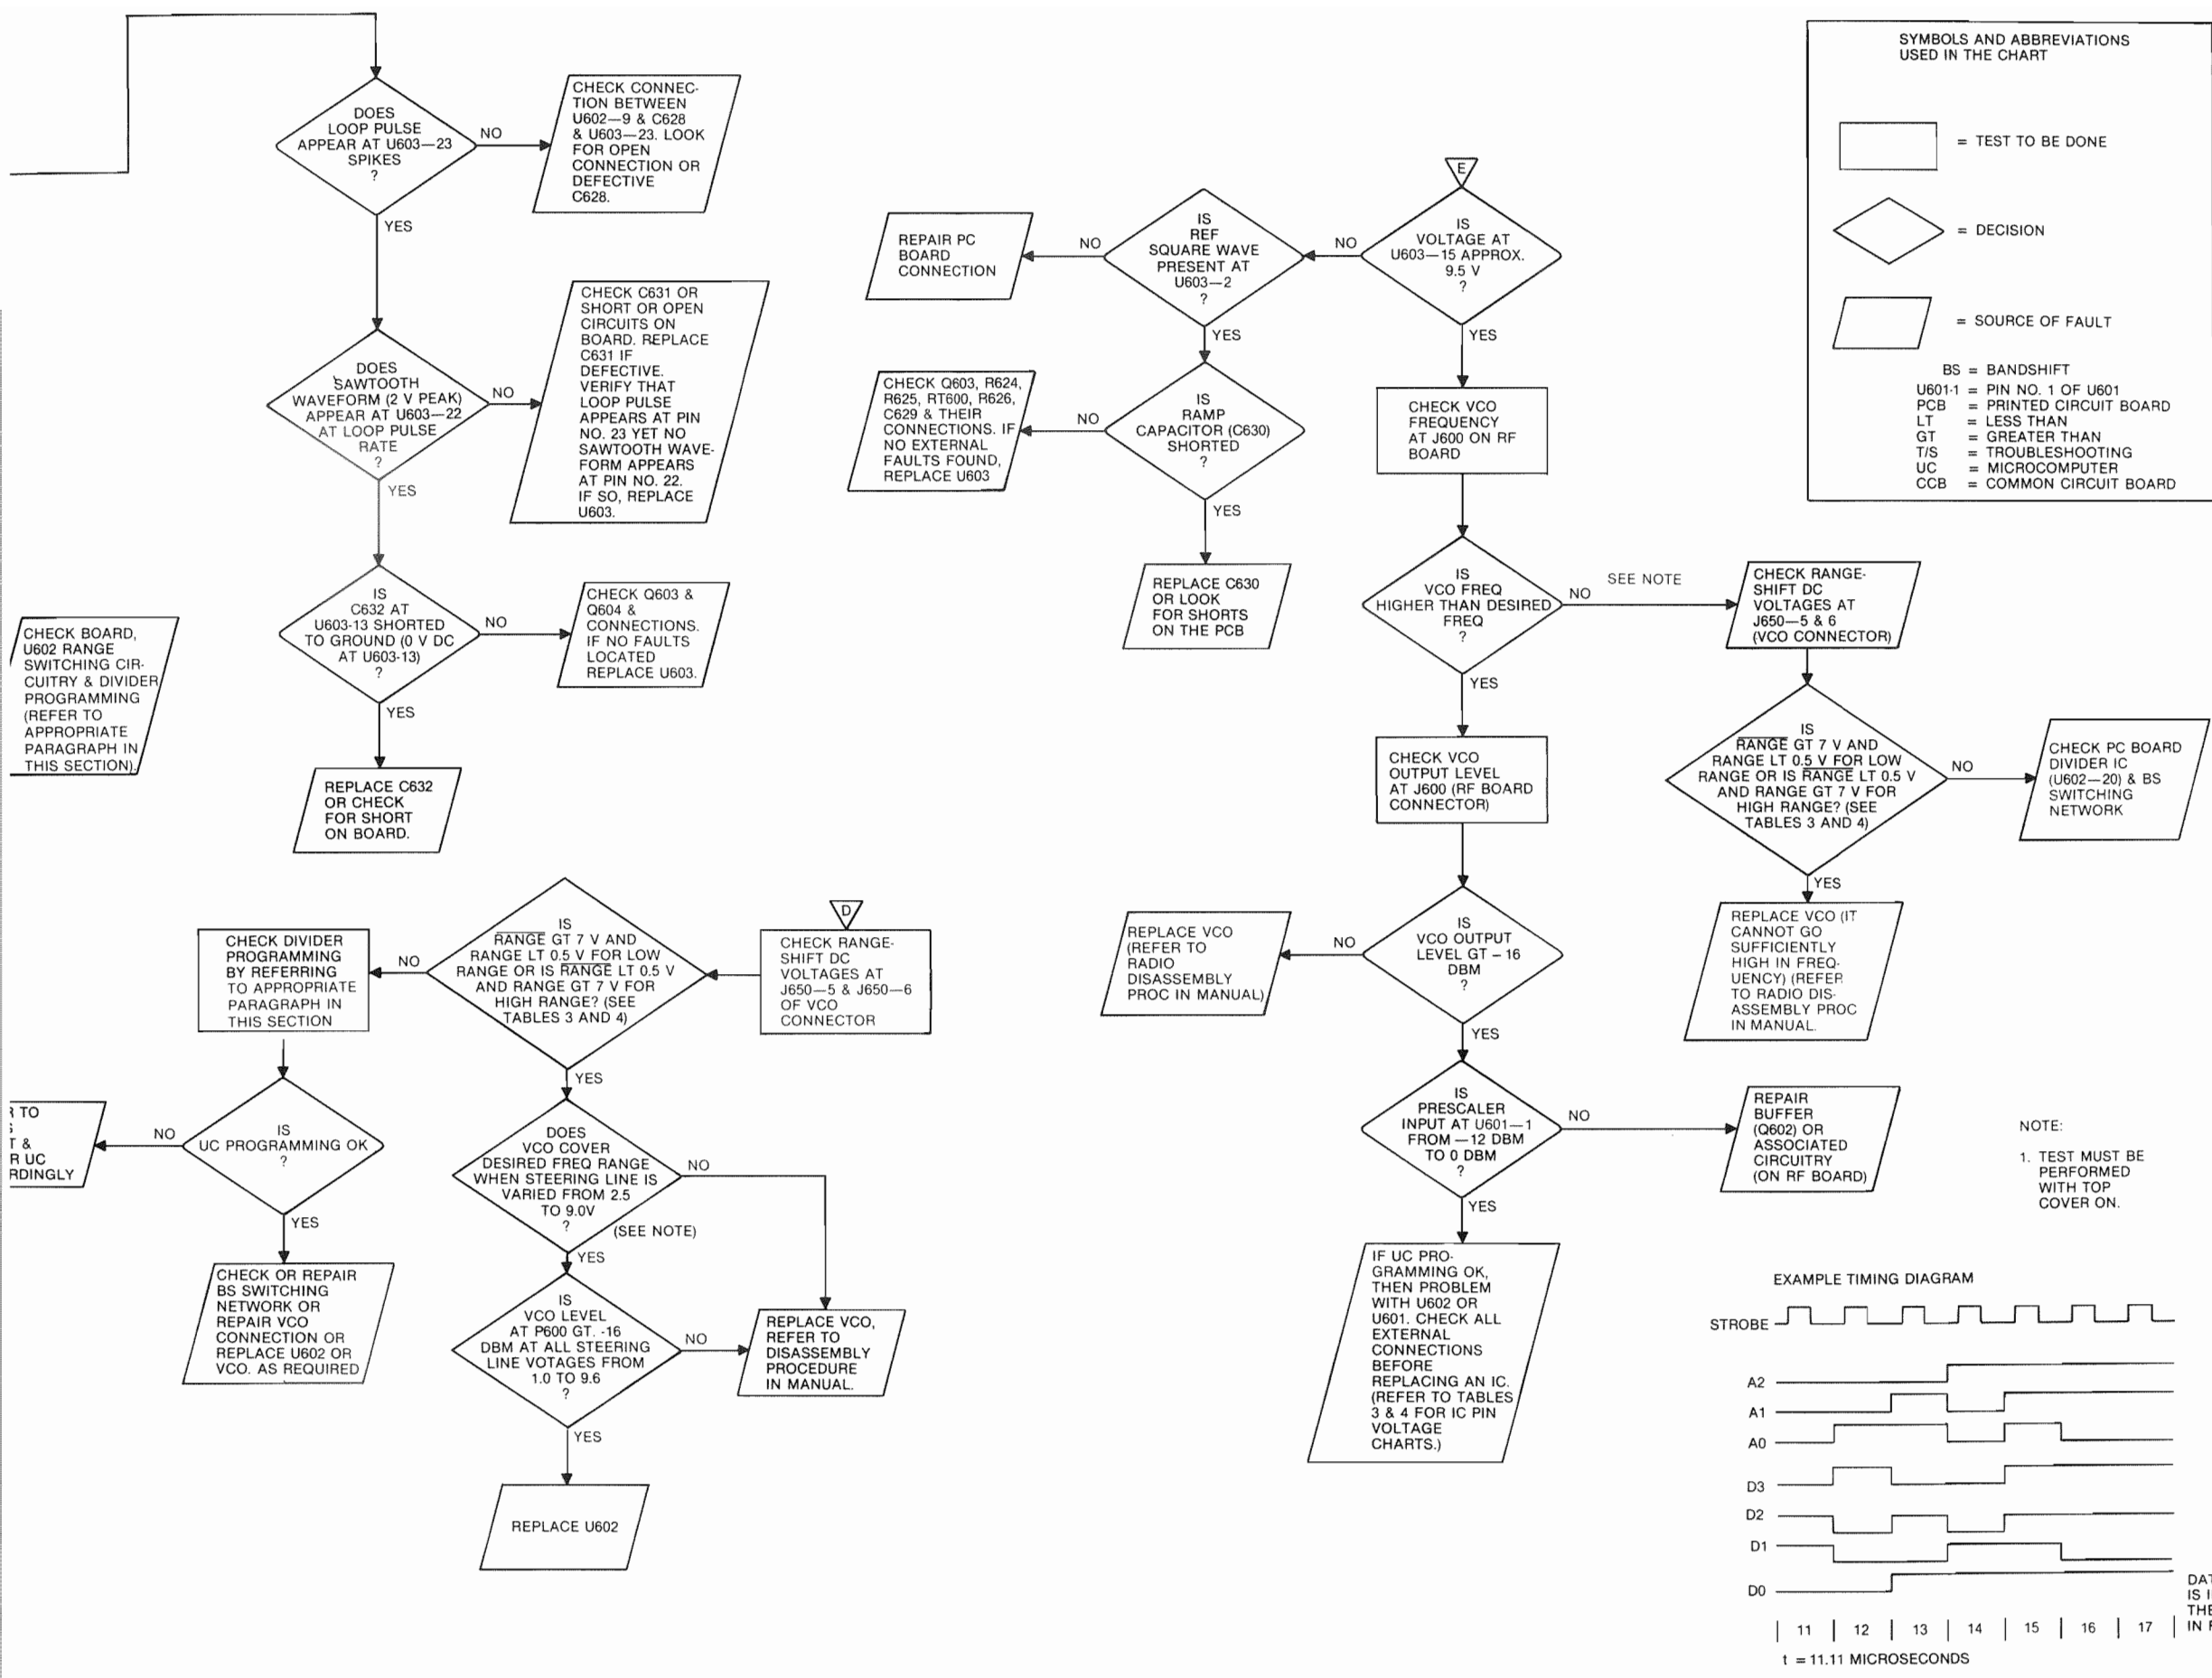 DOES
LOOP PULSE
APPEAR AT U603—23
SPIKES
?
NO
YES
CHECK CONNEC-
TION BETWEEN
U602—9 & C628
& U603—23. LOOK
FOR OPEN
CONNECTION OR
DEFECTIVE
C628.
DOES
SAWTOOTH
WAVEFORM (2 V PEAK)
APPEAR AT U603—22
AT LOOP PULSE
RATE
?
NO
YES
CHECK C631 OR
SHORT OR OPEN
CIRCUITS ON
BOARD. REPLACE
C631 IF
DEFECTIVE.
VERIFY THAT
LOOP PULSE
APPEARS AT PIN
NO. 23 YET NO
SAWTOOTH WAVE-
FORM APPEARS
AT PIN NO. 22.
IF SO, REPLACE
U603.
IS
C632 AT
U603-13 SHORTED
TO GROUND (0 V DC
AT U603-13)
?
NO
YES
CHECK Q603 &
Q604 &
CONNECTIONS.
IF NO FAULTS
LOCATED
REPLACE U603.
REPLACE C632
OR CHECK
FOR SHORT
ON BOARD.
CHECK BOARD,
U602 RANGE
SWITCHING CIR-
CUITRY & DIVIDER
PROGRAMMING
(REFER TO
APPROPRIATE
PARAGRAPH IN
THIS SECTION).
D
CHECK RANGE-
SHIFT DC
VOLTAGES AT
J650—5 & J650—6
OF VCO
CONNECTOR
IS
RANGE GT 7 V AND
RANGE LT 0.5 V FOR LOW
RANGE OR IS RANGE LT 0.5 V
AND RANGE GT 7 V FOR
HIGH RANGE? (SEE
TABLES 3 AND 4)
NO
YES
CHECK DIVIDER
PROGRAMMING
BY REFERRING
TO APPROPRIATE
PARAGRAPH IN
THIS SECTION
IS
UC PROGRAMMING OK
?
NO
YES
TO
T &
R UC
RDINGLY
CHECK OR REPAIR
BS SWITCHING
NETWORK OR
REPAIR VCO
CONNECTION OR
REPLACE U602 OR
VCO. AS REQUIRED
DOES
VCO COVER
DESIRED FREQ RANGE
WHEN STEERING LINE IS
VARIED FROM 2.5
TO 9.0V
?
(SEE NOTE)
NO
YES
IS
VCO LEVEL
AT P600 GT. -16
DBM AT ALL STEERING
LINE VOTAGES FROM
1.0 TO 9.6
?
NO
YES
REPLACE VCO,
REFER TO
DISASSEMBLY
PROCEDURE
IN MANUAL.
REPLACE U602
E
IS
VOLTAGE AT
U603—15 APPROX.
9.5 V
?
NO
YES
IS
REF
SQUARE WAVE
PRESENT AT
U603—2
?
NO
YES
REPAIR PC
BOARD
CONNECTION
IS
RAMP
CAPACITOR (C630)
SHORTED
?
NO
YES
CHECK Q603, R624,
R625, RT600, R626,
C629 & THEIR
CONNECTIONS. IF
NO EXTERNAL
FAULTS FOUND,
REPLACE U603
REPLACE C630
OR LOOK
FOR SHORTS
ON THE PCB
CHECK VCO
FREQUENCY
AT J600 ON RF
BOARD
IS
VCO FREQ
HIGHER THAN DESIRED
FREQ
?
NO
SEE NOTE
YES
CHECK RANGE-
SHIFT DC
VOLTAGES AT
J650—5 & 6
(VCO CONNECTOR)
IS
RANGE GT 7 V AND
RANGE LT 0.5 V FOR LOW
RANGE OR IS RANGE LT 0.5 V
AND RANGE GT 7 V FOR
HIGH RANGE? (SEE
TABLES 3 AND 4)
NO
YES
CHECK PC BOARD
DIVIDER IC
(U602—20) & BS
SWITCHING
NETWORK
REPLACE VCO (IT
CANNOT GO
SUFFICIENTLY
HIGH IN FREQ-
UENCY) (REFER
TO RADIO DIS-
ASSEMBLY PROC
IN MANUAL.
CHECK VCO
OUTPUT LEVEL
AT J600 (RF BOARD
CONNECTOR)
IS
VCO OUTPUT
LEVEL GT – 16
DBM
?
NO
YES
REPLACE VCO
(REFER TO
RADIO
DISASSEMBLY
PROC IN MANUAL)
IS
PRESCALER
INPUT AT U601—1
FROM —12 DBM
TO 0 DBM
?
NO
YES
REPAIR
BUFFER
(Q602) OR
ASSOCIATED
CIRCUITRY
(ON RF BOARD)
IF UC PRO-
GRAMMING OK,
THEN PROBLEM
WITH U602 OR
U601. CHECK ALL
EXTERNAL
CONNECTIONS
BEFORE
REPLACING AN IC.
(REFER TO TABLES
3 & 4 FOR IC PIN
VOLTAGE
CHARTS.)
SYMBOLS AND ABBREVIATIONS
USED IN THE CHART
= TEST TO BE DONE
= DECISION
= SOURCE OF FAULT
BS = BANDSHIFT
U601-1 = PIN NO. 1 OF U601
PCB = PRINTED CIRCUIT BOARD
LT = LESS THAN
GT = GREATER THAN
T/S = TROUBLESHOOTING
UC = MICROCOMPUTER
CCB = COMMON CIRCUIT BOARD
NOTE:
1. TEST MUST BE
PERFORMED
WITH TOP
COVER ON.
EXAMPLE TIMING DIAGRAM
STROBE
A2
A1
A0
D3
D2
D1
D0
11 12 13 14 15 16 17
t = 11.11 MICROSECONDS
DAT
IS I
THE
IN